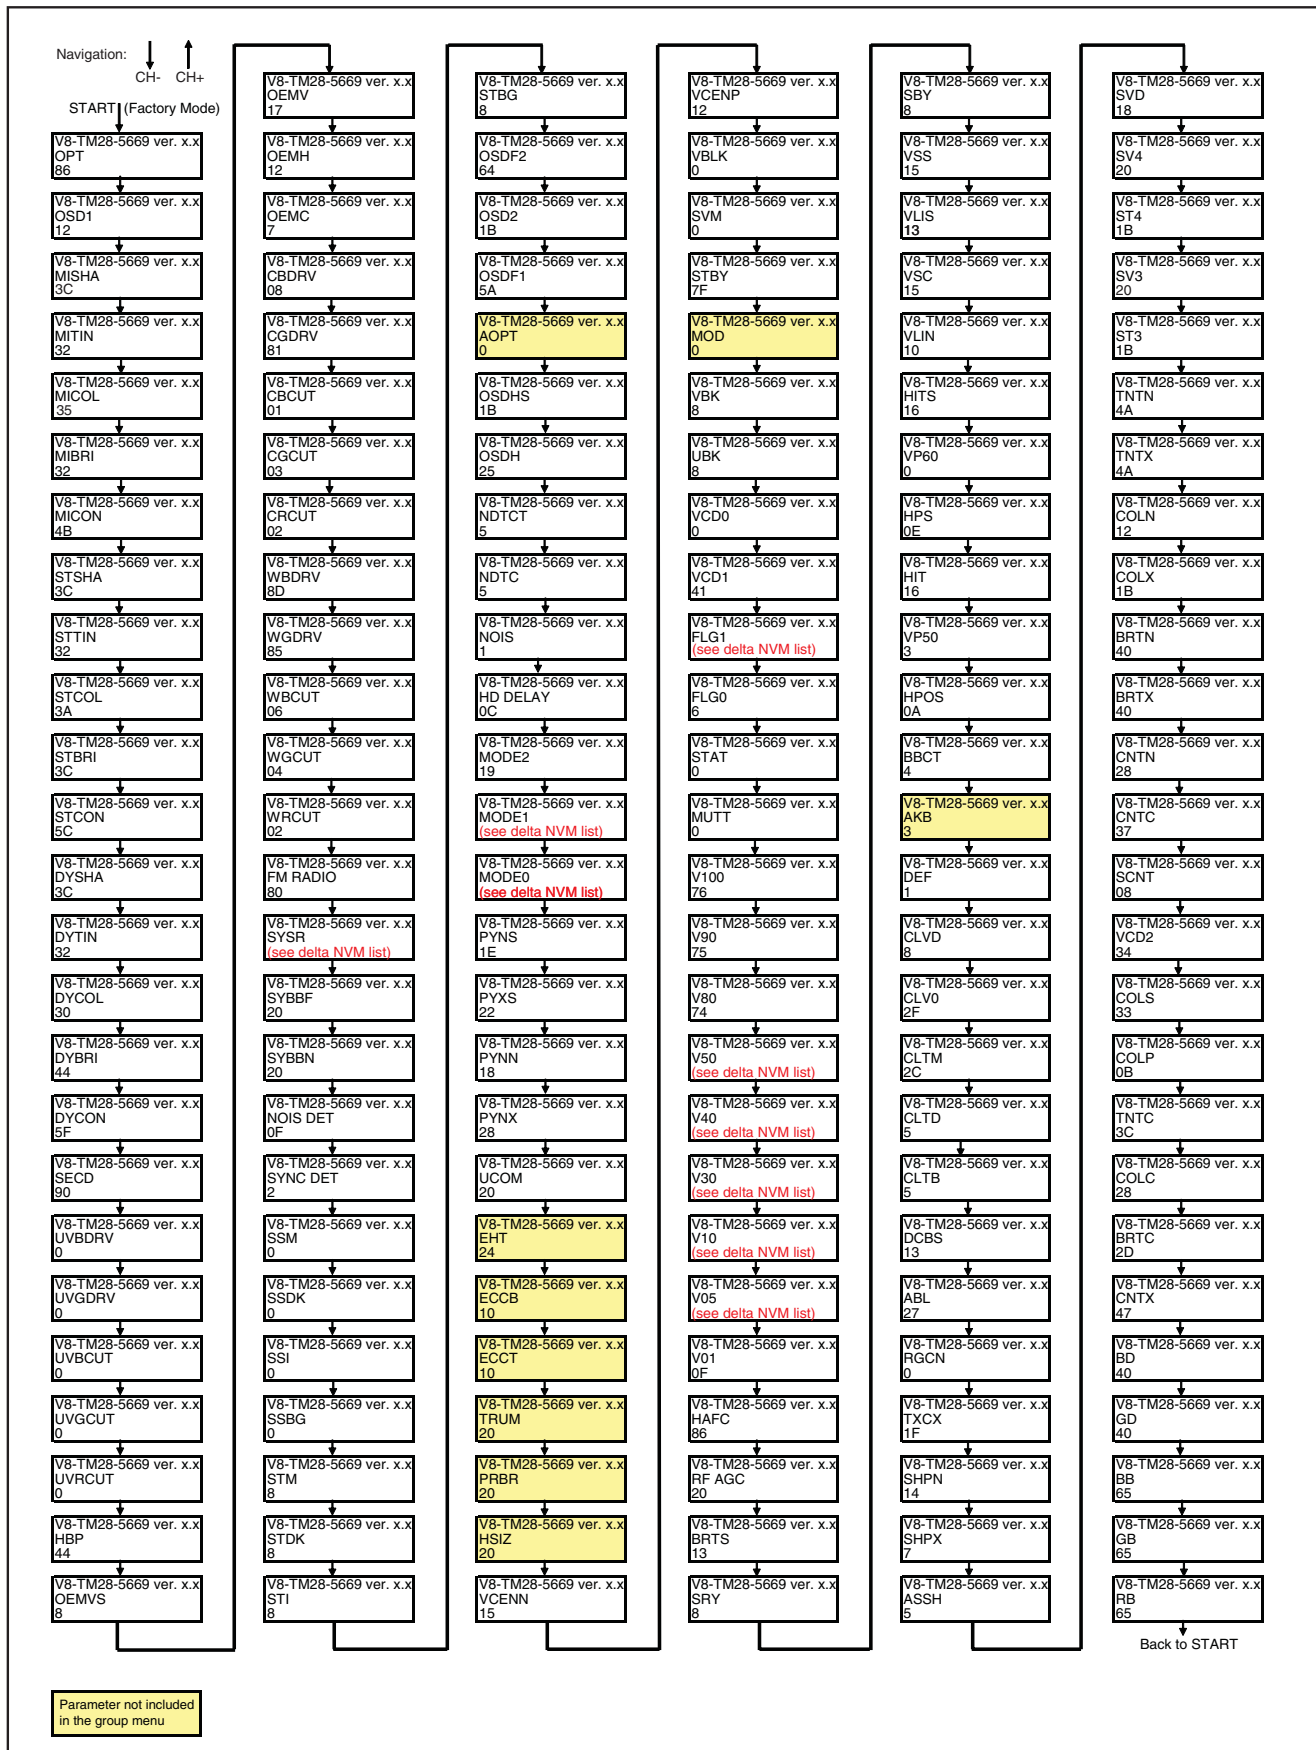 Navigation:
CH-
CH+
START (Factory Mode)
V8-TM28-5669 ver. x.x
OPT
86
V8-TM28-5669 ver. x.x
OSD1
12
V8-TM28-5669 ver. x.x
MISHA
3C
V8-TM28-5669 ver. x.x
MITIN
32
V8-TM28-5669 ver. x.x
MICOL
35
V8-TM28-5669 ver. x.x
MIBRI
32
V8-TM28-5669 ver. x.x
MICON
4B
V8-TM28-5669 ver. x.x
STSHA
3C
V8-TM28-5669 ver. x.x
STTIN
32
V8-TM28-5669 ver. x.x
STCOL
3A
V8-TM28-5669 ver. x.x
STBRI
3C
V8-TM28-5669 ver. x.x
STCON
5C
V8-TM28-5669 ver. x.x
DYSHA
3C
V8-TM28-5669 ver. x.x
DYTIN
32
V8-TM28-5669 ver. x.x
DYCOL
30
V8-TM28-5669 ver. x.x
DYBRI
44
V8-TM28-5669 ver. x.x
DYCON
5F
V8-TM28-5669 ver. x.x
SECD
90
V8-TM28-5669 ver. x.x
UVBDRV
0
V8-TM28-5669 ver. x.x
UVGDRV
0
V8-TM28-5669 ver. x.x
UVBCUT
0
V8-TM28-5669 ver. x.x
UVGCUT
0
V8-TM28-5669 ver. x.x
UVRCUT
0
V8-TM28-5669 ver. x.x
HBP
44
V8-TM28-5669 ver. x.x
OEMVS
8
V8-TM28-5669 ver. x.x
OEMV
17
V8-TM28-5669 ver. x.x
OEMH
12
V8-TM28-5669 ver. x.x
OEMC
7
V8-TM28-5669 ver. x.x
CBDRV
08
V8-TM28-5669 ver. x.x
CGDRV
81
V8-TM28-5669 ver. x.x
CBCUT
01
V8-TM28-5669 ver. x.x
CGCUT
03
V8-TM28-5669 ver. x.x
CRCUT
02
V8-TM28-5669 ver. x.x
WBDRV
8D
V8-TM28-5669 ver. x.x
WGDRV
85
V8-TM28-5669 ver. x.x
WBCUT
06
V8-TM28-5669 ver. x.x
WGCUT
04
V8-TM28-5669 ver. x.x
WRCUT
02
V8-TM28-5669 ver. x.x
FM RADIO
80
V8-TM28-5669 ver. x.x
SYSR
(see delta NVM list)
V8-TM28-5669 ver. x.x
SYBBF
20
V8-TM28-5669 ver. x.x
SYBBN
20
V8-TM28-5669 ver. x.x
NOIS DET
0F
V8-TM28-5669 ver. x.x
SYNC DET
2
V8-TM28-5669 ver. x.x
SSM
0
V8-TM28-5669 ver. x.x
SSDK
0
V8-TM28-5669 ver. x.x
SSI
0
V8-TM28-5669 ver. x.x
SSBG
0
V8-TM28-5669 ver. x.x
STM
8
V8-TM28-5669 ver. x.x
STDK
8
V8-TM28-5669 ver. x.x
STI
8
V8-TM28-5669 ver. x.x
STBG
8
V8-TM28-5669 ver. x.x
OSDF2
64
V8-TM28-5669 ver. x.x
OSD2
1B
V8-TM28-5669 ver. x.x
OSDF1
5A
V8-TM28-5669 ver. x.x
AOPT
0
V8-TM28-5669 ver. x.x
OSDHS
1B
V8-TM28-5669 ver. x.x
OSDH
25
V8-TM28-5669 ver. x.x
NDTCT
5
V8-TM28-5669 ver. x.x
NDTC
5
V8-TM28-5669 ver. x.x
NOIS
1
V8-TM28-5669 ver. x.x
HD DELAY
0C
V8-TM28-5669 ver. x.x
MODE2
19
V8-TM28-5669 ver. x.x
MODE1
(see delta NVM list)
V8-TM28-5669 ver. x.x
MODE0
(see delta NVM list)
V8-TM28-5669 ver. x.x
PYNS
1E
V8-TM28-5669 ver. x.x
PYXS
22
V8-TM28-5669 ver. x.x
PYNN
18
V8-TM28-5669 ver. x.x
PYNX
28
V8-TM28-5669 ver. x.x
UCOM
20
V8-TM28-5669 ver. x.x
EHT
24
V8-TM28-5669 ver. x.x
ECCB
10
V8-TM28-5669 ver. x.x
ECCT
10
V8-TM28-5669 ver. x.x
TRUM
20
V8-TM28-5669 ver. x.x
PRBR
20
V8-TM28-5669 ver. x.x
HSIZ
20
V8-TM28-5669 ver. x.x
VCENN
15
V8-TM28-5669 ver. x.x
VCENP
12
V8-TM28-5669 ver. x.x
VBLK
0
V8-TM28-5669 ver. x.x
SVM
0
V8-TM28-5669 ver. x.x
STBY
7F
V8-TM28-5669 ver. x.x
MOD
0
V8-TM28-5669 ver. x.x
VBK
8
V8-TM28-5669 ver. x.x
UBK
8
V8-TM28-5669 ver. x.x
VCD0
0
V8-TM28-5669 ver. x.x
VCD1
41
V8-TM28-5669 ver. x.x
FLG1
(see delta NVM list)
V8-TM28-5669 ver. x.x
FLG0
6
V8-TM28-5669 ver. x.x
STAT
0
V8-TM28-5669 ver. x.x
MUTT
0
V8-TM28-5669 ver. x.x
V100
76
V8-TM28-5669 ver. x.x
V90
75
V8-TM28-5669 ver. x.x
V80
74
V8-TM28-5669 ver. x.x
V50
(see delta NVM list)
V8-TM28-5669 ver. x.x
V40
(see delta NVM list)
V8-TM28-5669 ver. x.x
V30
(see delta NVM list)
V8-TM28-5669 ver. x.x
V10
(see delta NVM list)
V8-TM28-5669 ver. x.x
V05
(see delta NVM list)
V8-TM28-5669 ver. x.x
V01
0F
V8-TM28-5669 ver. x.x
HAFC
86
V8-TM28-5669 ver. x.x
RF AGC
20
V8-TM28-5669 ver. x.x
BRTS
13
V8-TM28-5669 ver. x.x
SRY
8
V8-TM28-5669 ver. x.x
SBY
8
V8-TM28-5669 ver. x.x
VSS
15
V8-TM28-5669 ver. x.x
VLIS
13
V8-TM28-5669 ver. x.x
VSC
15
V8-TM28-5669 ver. x.x
VLIN
10
V8-TM28-5669 ver. x.x
HITS
16
V8-TM28-5669 ver. x.x
VP60
0
V8-TM28-5669 ver. x.x
HPS
0E
V8-TM28-5669 ver. x.x
HIT
16
V8-TM28-5669 ver. x.x
VP50
3
V8-TM28-5669 ver. x.x
HPOS
0A
V8-TM28-5669 ver. x.x
BBCT
4
V8-TM28-5669 ver. x.x
AKB
3
V8-TM28-5669 ver. x.x
DEF
1
V8-TM28-5669 ver. x.x
CLVD
8
V8-TM28-5669 ver. x.x
CLV0
2F
V8-TM28-5669 ver. x.x
CLTM
2C
V8-TM28-5669 ver. x.x
CLTD
5
V8-TM28-5669 ver. x.x
CLTB
5
V8-TM28-5669 ver. x.x
DCBS
13
V8-TM28-5669 ver. x.x
ABL
27
V8-TM28-5669 ver. x.x
RGCN
0
V8-TM28-5669 ver. x.x
TXCX
1F
V8-TM28-5669 ver. x.x
SHPN
14
V8-TM28-5669 ver. x.x
SHPX
7
V8-TM28-5669 ver. x.x
ASSH
5
V8-TM28-5669 ver. x.x
SVD
18
V8-TM28-5669 ver. x.x
SV4
20
V8-TM28-5669 ver. x.x
ST4
1B
V8-TM28-5669 ver. x.x
SV3
20
V8-TM28-5669 ver. x.x
ST3
1B
V8-TM28-5669 ver. x.x
TNTN
4A
V8-TM28-5669 ver. x.x
TNTX
4A
V8-TM28-5669 ver. x.x
COLN
12
V8-TM28-5669 ver. x.x
COLX
1B
V8-TM28-5669 ver. x.x
BRTN
40
V8-TM28-5669 ver. x.x
BRTX
40
V8-TM28-5669 ver. x.x
CNTN
28
V8-TM28-5669 ver. x.x
CNTC
37
V8-TM28-5669 ver. x.x
SCNT
08
V8-TM28-5669 ver. x.x
VCD2
34
V8-TM28-5669 ver. x.x
COLS
33
V8-TM28-5669 ver. x.x
COLP
0B
V8-TM28-5669 ver. x.x
TNTC
3C
V8-TM28-5669 ver. x.x
COLC
28
V8-TM28-5669 ver. x.x
BRTC
2D
V8-TM28-5669 ver. x.x
CNTX
47
V8-TM28-5669 ver. x.x
BD
40
V8-TM28-5669 ver. x.x
GD
40
V8-TM28-5669 ver. x.x
BB
65
V8-TM28-5669 ver. x.x
GB
65
V8-TM28-5669 ver. x.x
RB
65
Back to START
Parameter not included
in the group menu